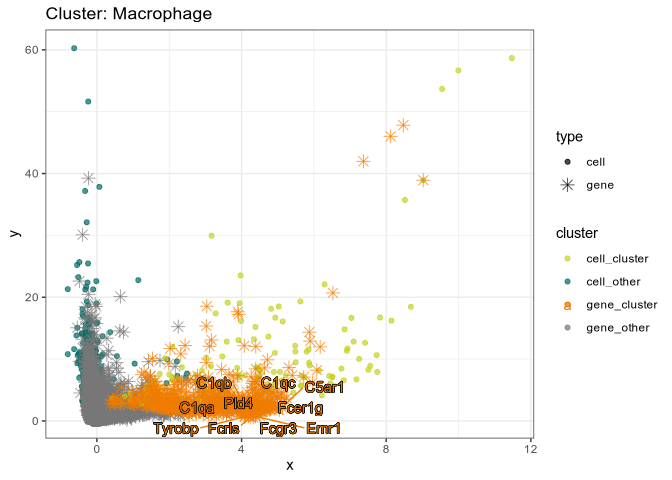 Cluster: Macrophage
60
40
20
0
y
C1qb
C1qc
C5ar1
C1qa
Pld4
Fcer1g
Tyrobp
Fcrls
Fcgr3
Emr1
0
4
8
12
x
type
cell
gene
cluster
cell_cluster
cell_other
gene_cluster
gene_other